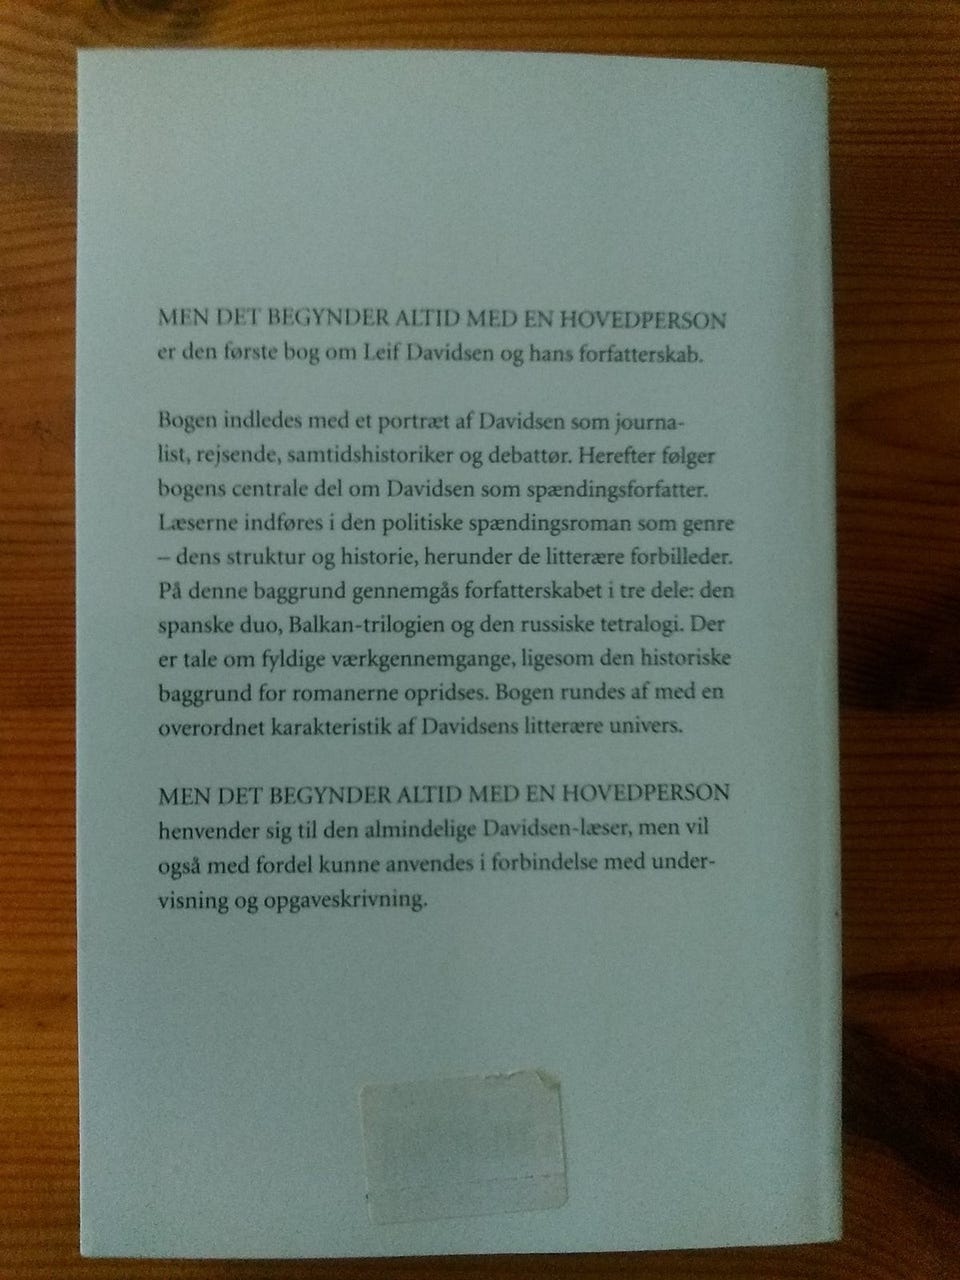 MEN DET BEGYNDER ALTID MED EN HOVEDPERSON
er den første bog om Leif Davidsen og hans forfatterskab.
Bogen indledes med et portræt af Davidsen som journa-
list, rejsende, samtidshistoriker og debattør. Herefter følger
bogens centrale del om Davidsen som spændingsforfatter.
Læserne indføres i den politiske spændingsroman som genre
– dens struktur og historie, herunder de litterære forbilleder.
På denne baggrund gennemgås forfatterskabet i tre dele: den
spanske duo, Balkan-trilogien og den russiske tetralogi. Der
er tale om fyldige værkgennemgange, ligesom den historiske
baggrund for romanerne opridses. Bogen rundes af med en
overordnet karakteristik af Davidsens litterære univers.
MEN DET BEGYNDER ALTID MED EN HOVEDPERSON
henvender sig til den almindelige Davidsen-læser, men vil
også med fordel kunne anvendes i forbindelse med under-
visning og opgaveskrivning.